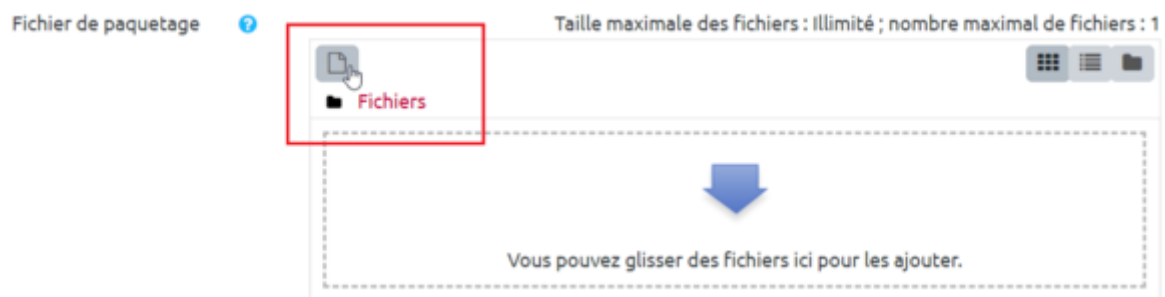 Fichier de paquetage
Taille maximale des fichiers : Illimité ; nombre maximal de fichiers : 1
Fichiers
Vous pouvez glisser des fichiers ici pour les ajouter.